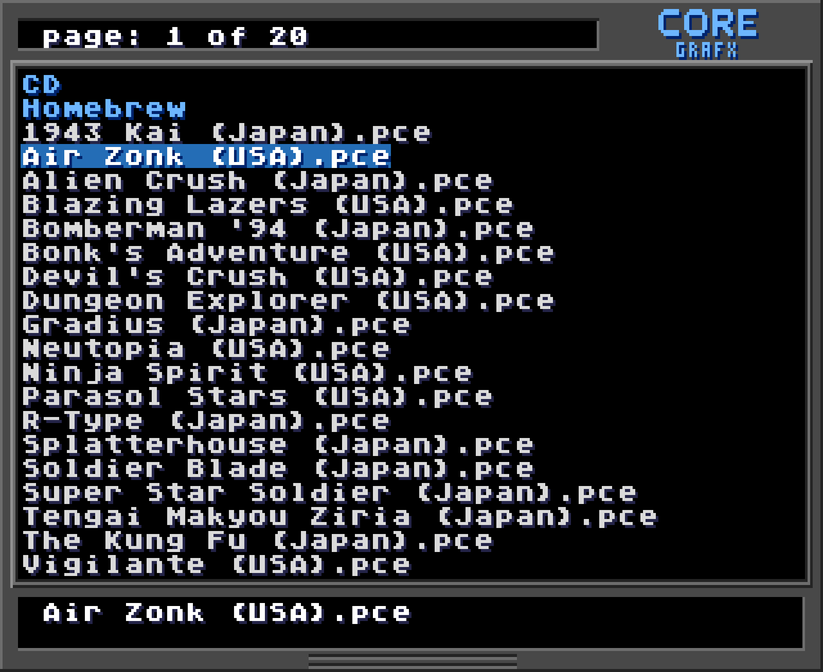 page: 1 of 20
CORE
GRAFX
CD
Homebrew
1943 Kai (Japan).pce
Air Zonk (USA).pce
Alien Crush (Japan).pce
Blazing Lazers (USA).pce
Bomberman '94 (Japan).pce
Bonk's Adventure (USA).pce
Devil's Crush (USA).pce
Dungeon Explorer (USA).pce
Gradius (Japan).pce
Neutopia (USA).pce
Ninja Spirit (USA).pce
Parasol Stars (USA).pce
R-Type (Japan).pce
Splatterhouse (Japan).pce
Soldier Blade (Japan).pce
Super Star Soldier (Japan).pce
Tengai Makyou Ziria (Japan).pce
The Kung Fu (Japan).pce
Vigilante (USA).pce
Air Zonk (USA).pce